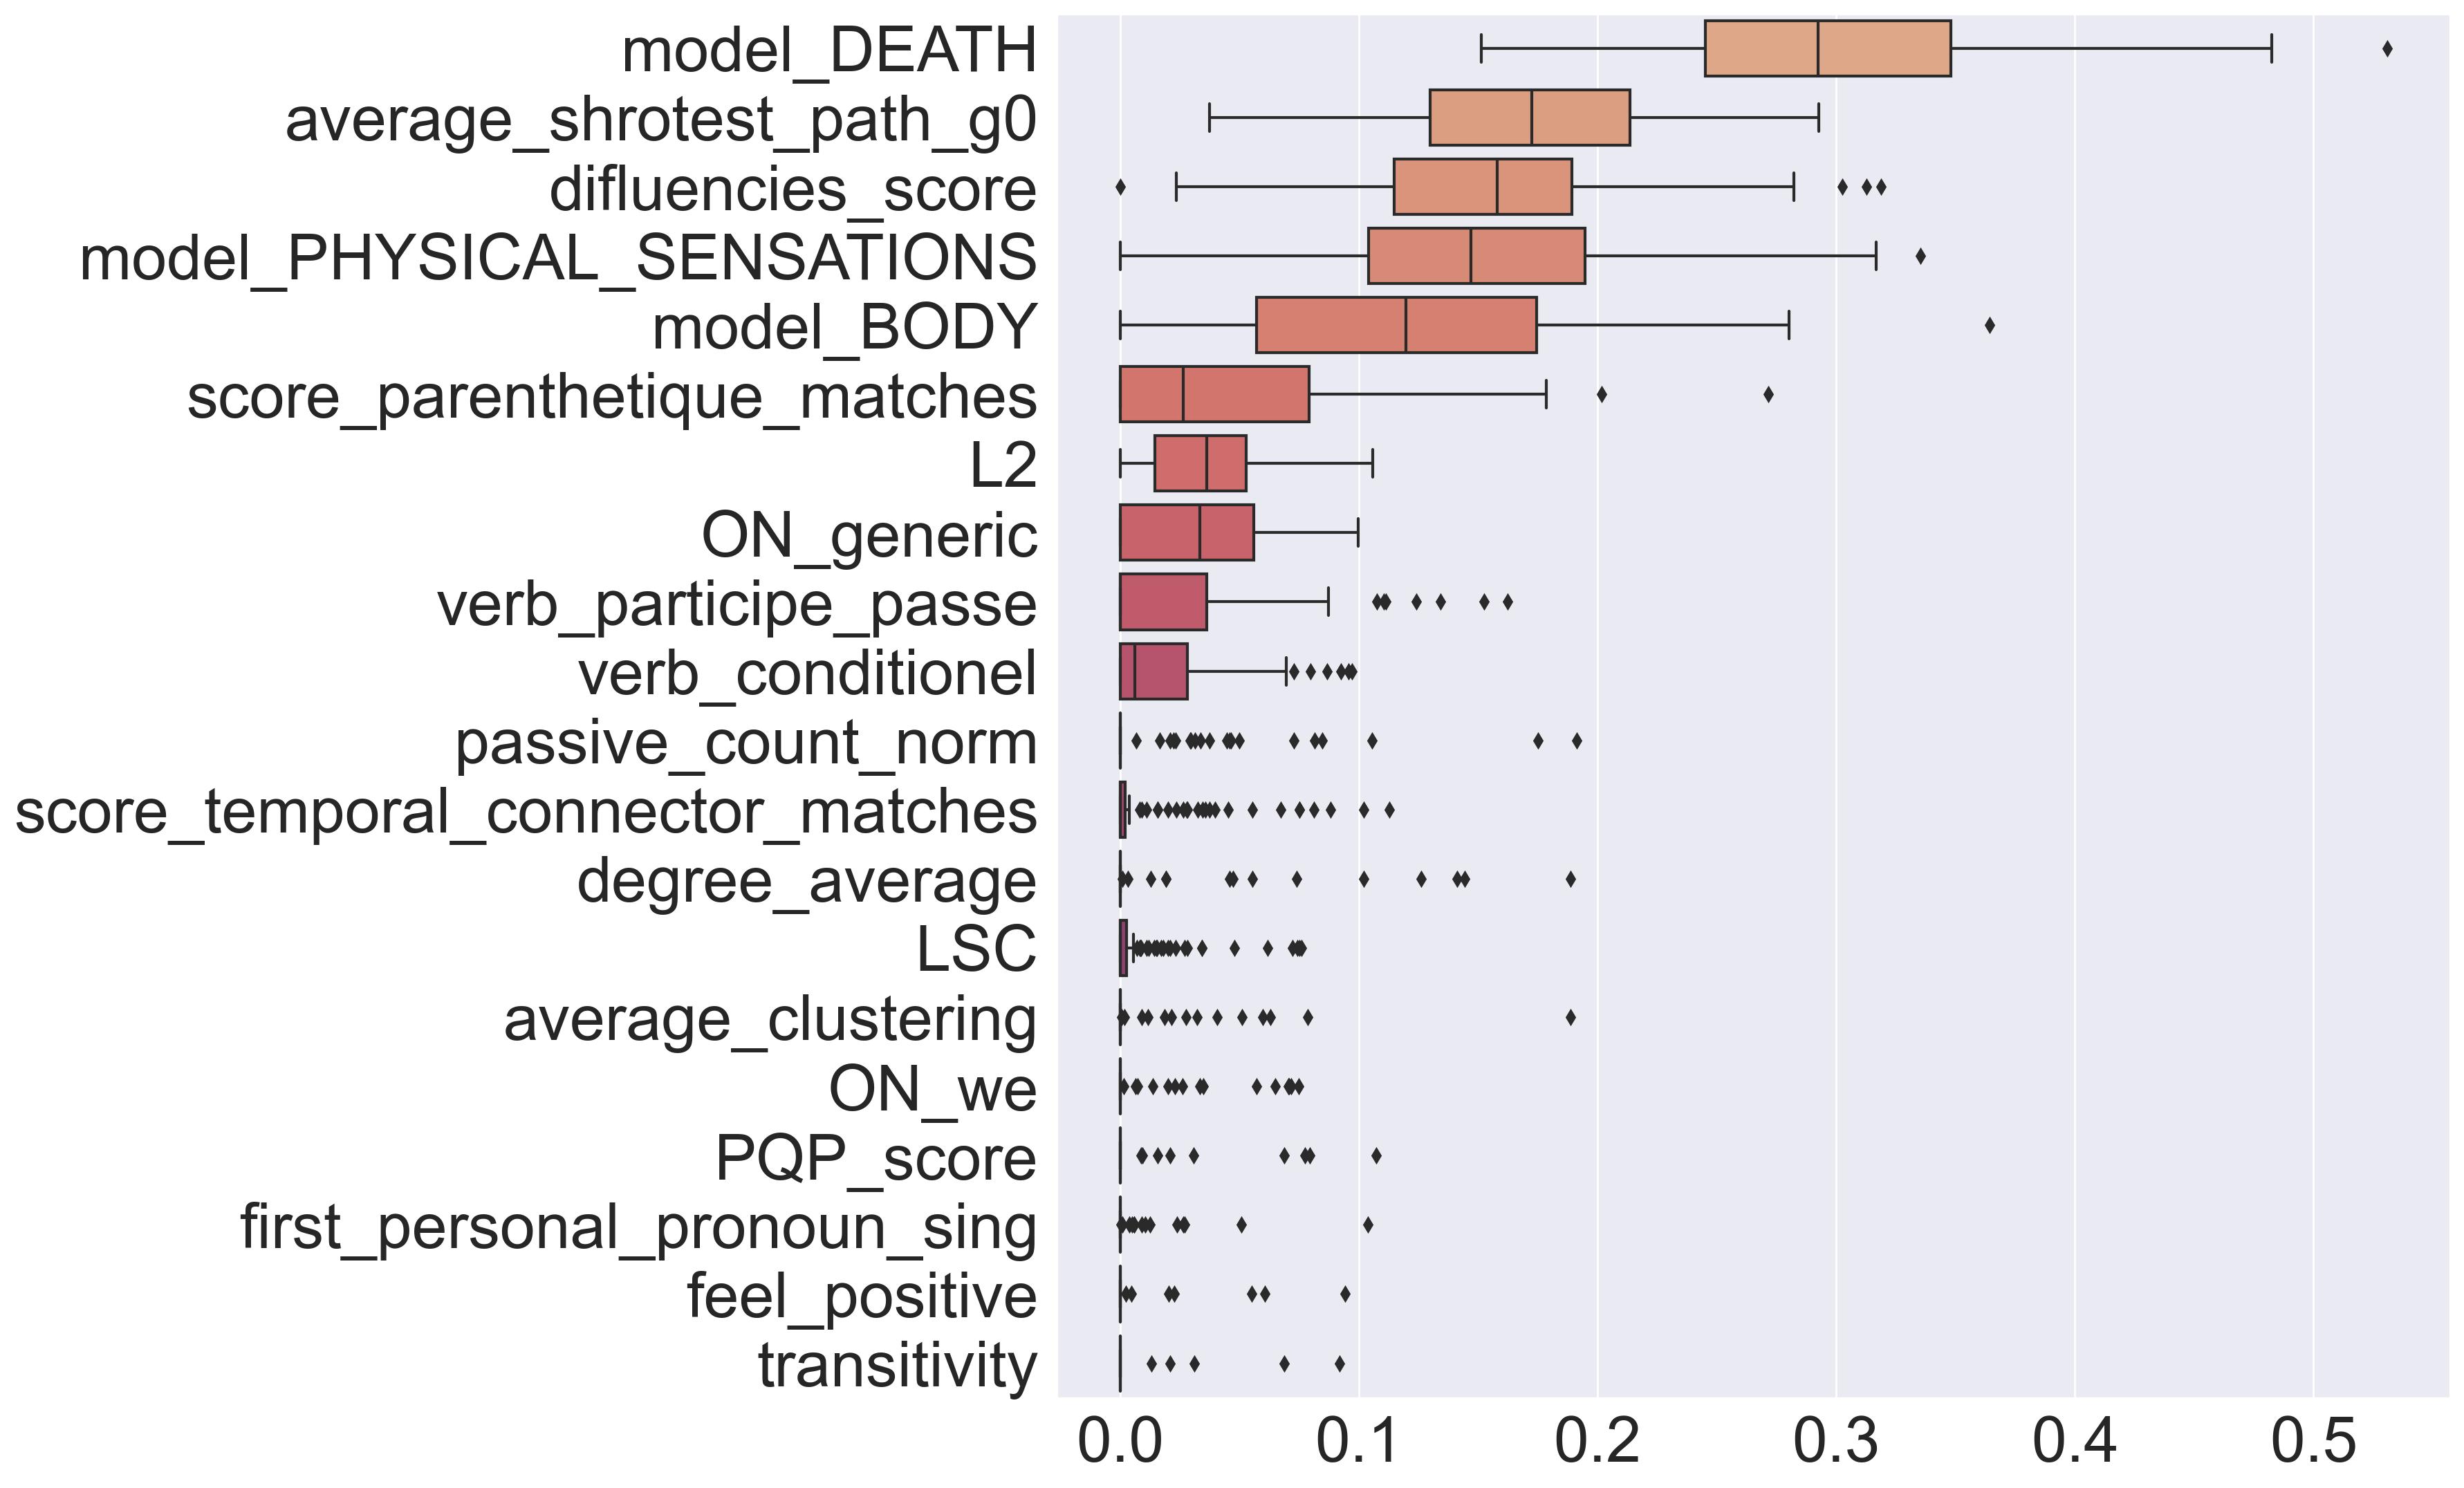 model_DEATH
average_shrotest_path_g0
difluencies_score
model_PHYSICAL_SENSATIONS
model_BODY
score_parenthetique_matches
L2
ON_generic
verb_participe_passe
verb_conditionel
passive_count_norm
score_temporal_connector_matches
degree_average
LSC
average_clustering
ON_we
PQP_score
first_personal_pronoun_sing
feel_positive
transitivity
0.0 0.1 0.2 0.3 0.4 0.5